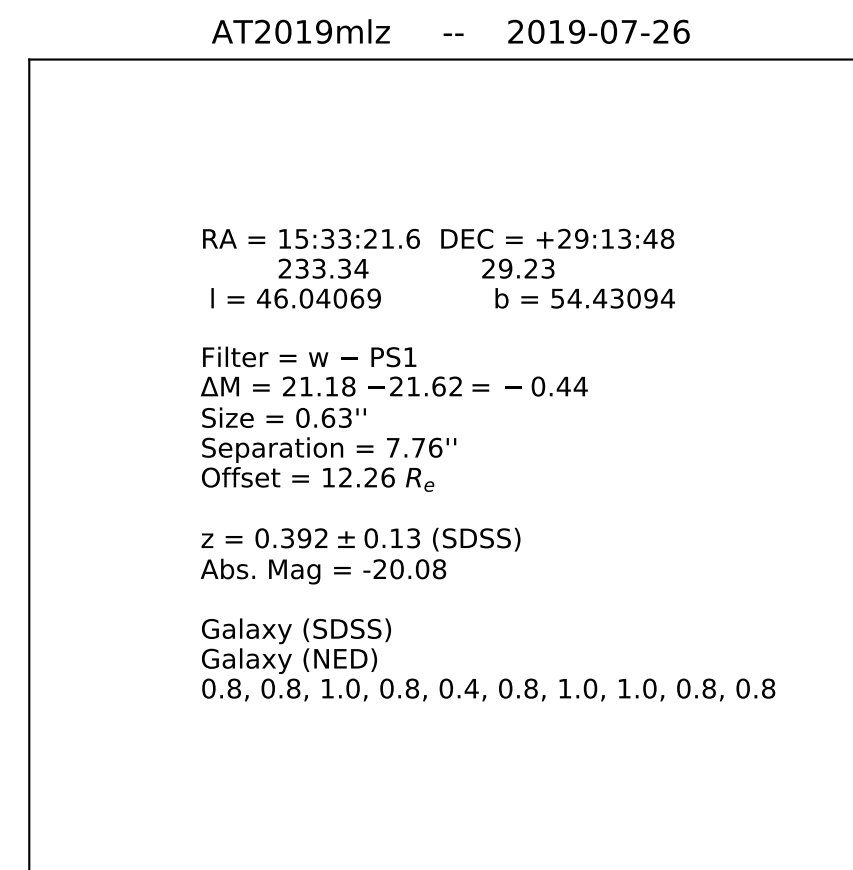 AT2019mlz -- 2019-07-26
RA = 15:33:21.6 DEC = +29:13:48
233.34 29.23
l = 46.04069 b = 54.43094
Filter = w − PS1
ΔM = 21.18 −21.62 = − 0.44
Size = 0.63''
Separation = 7.76''
Offset = 12.26 Rₑ
z = 0.392 ± 0.13 (SDSS)
Abs. Mag = -20.08
Galaxy (SDSS)
Galaxy (NED)
0.8, 0.8, 1.0, 0.8, 0.4, 0.8, 1.0, 1.0, 0.8, 0.8